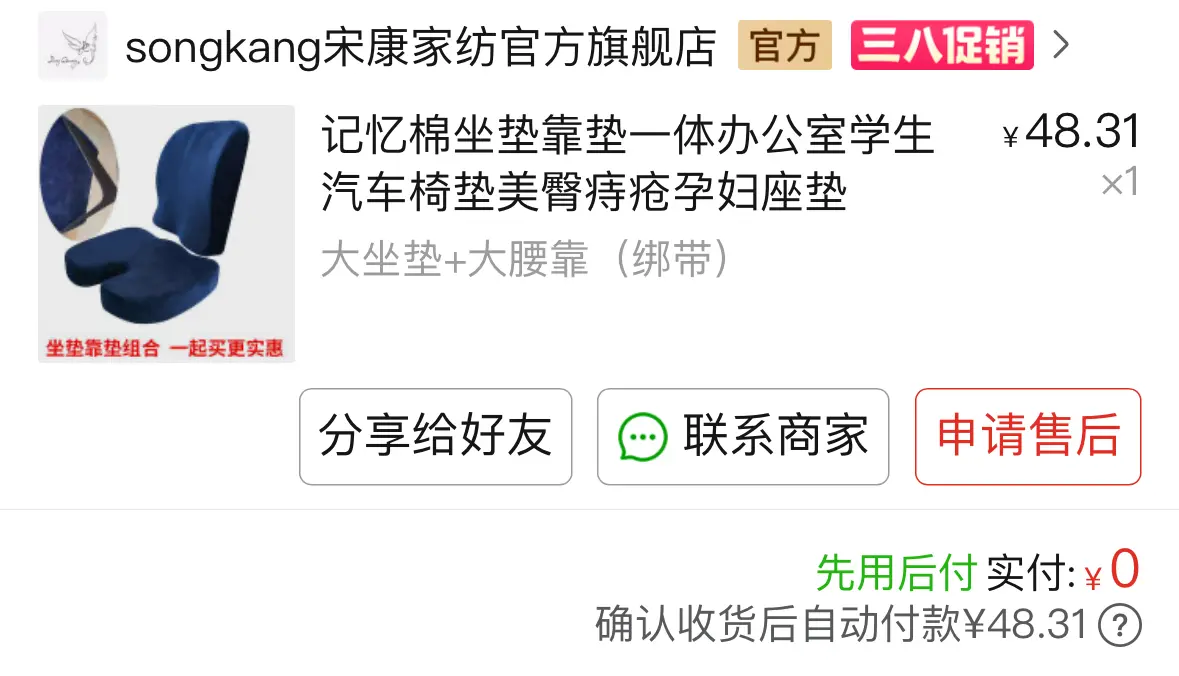 songkang宋康家纺官方旗舰店 官方 三八促销
记忆棉坐垫靠垫一体办公室学生 ¥48.31
汽车椅垫美臀痔疮孕妇座垫 ×1
大坐垫+大腰靠（绑带）
坐垫靠垫组合 一起买更实惠
分享给好友 联系商家 申请售后
先用后付 实付: ¥0
确认收货后自动付款¥48.31 ?